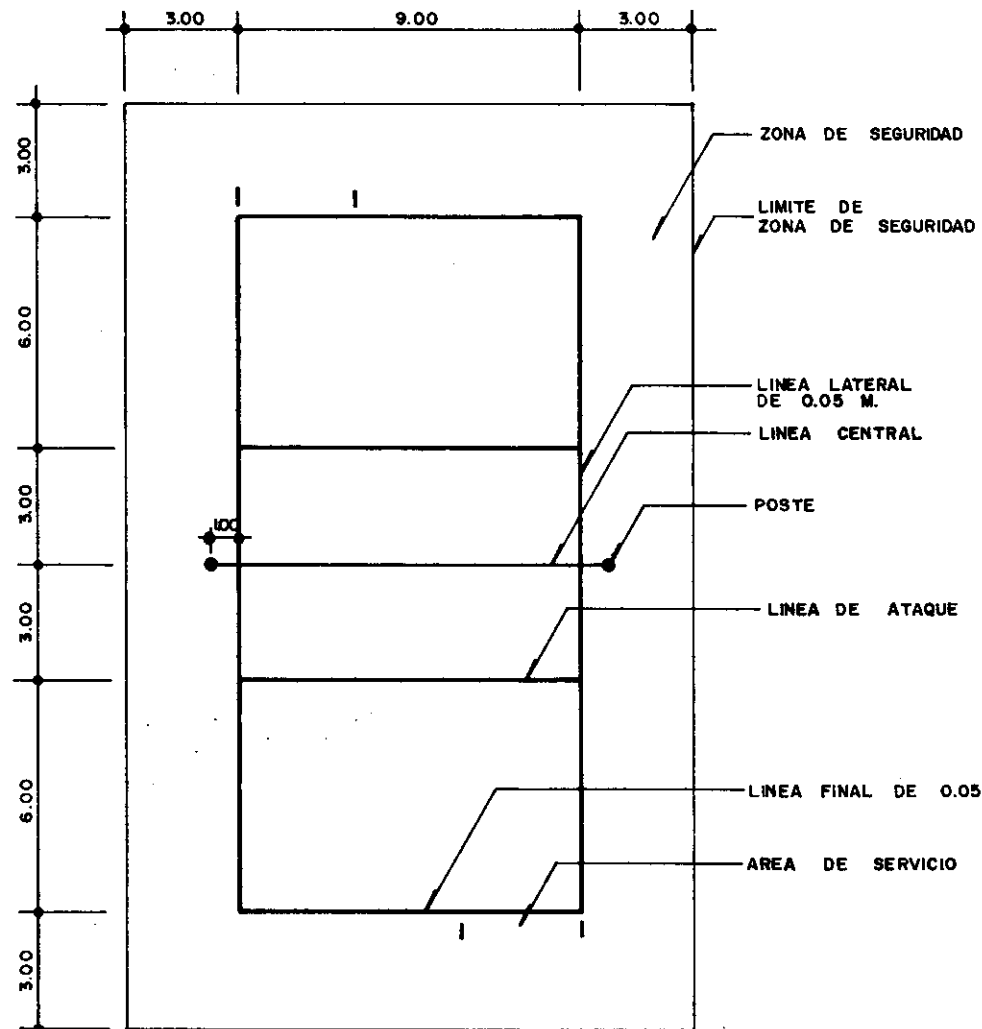 3.00
9.00
3.00
3.00
6.00
3.00
3.00
6.00
3.00
1.00
ZONA DE SEGURIDAD
LIMITE DE
ZONA DE SEGURIDAD
LINEA LATERAL
DE 0.05 M.
LINEA CENTRAL
POSTE
LINEA DE ATAQUE
LINEA FINAL DE 0.05
AREA DE SERVICIO